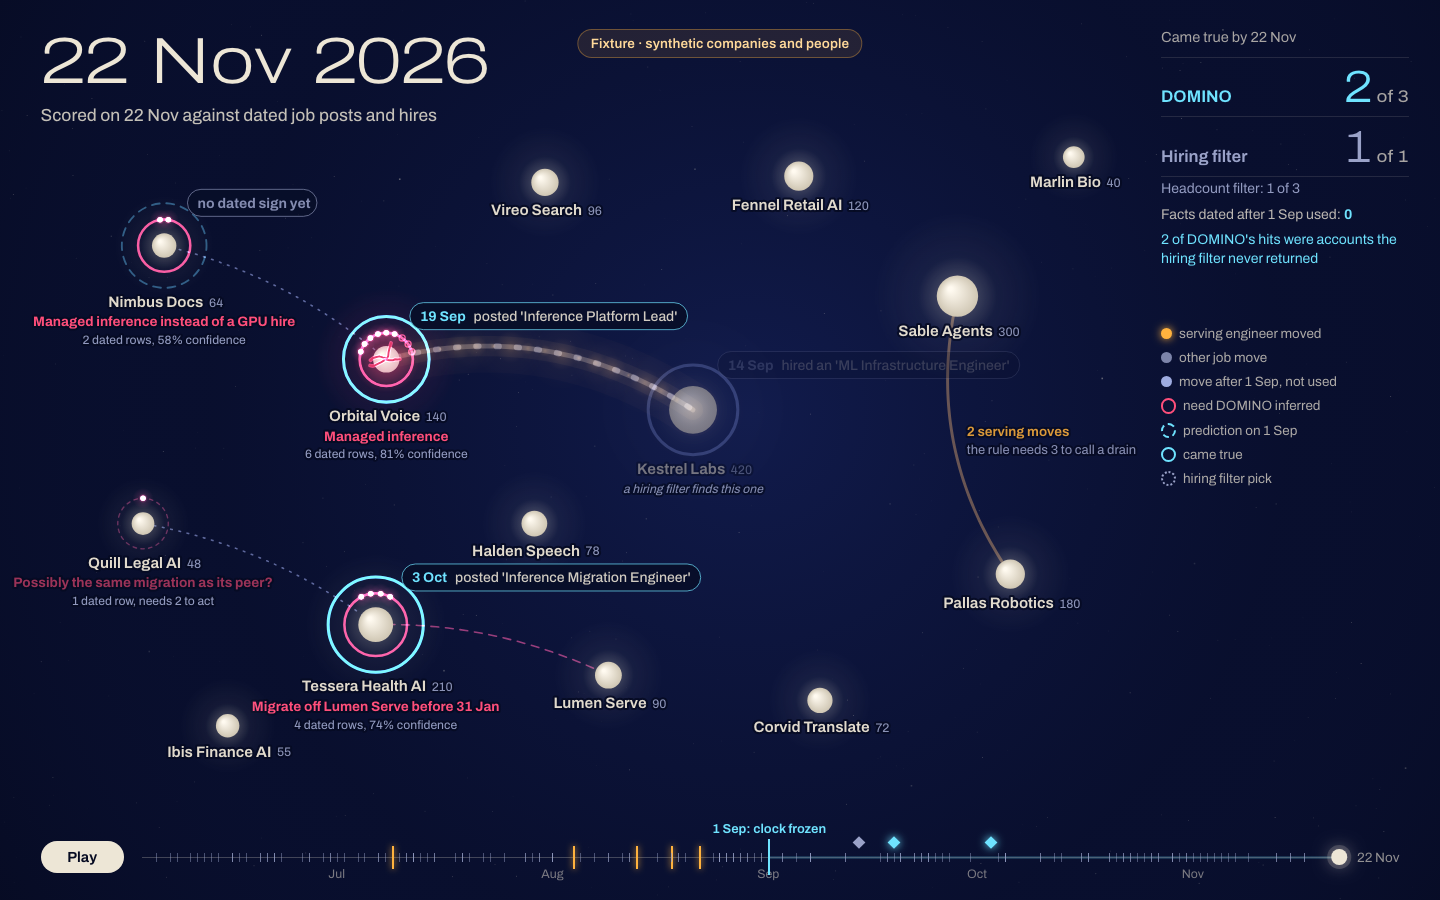 22 Nov 2026
Scored on 22 Nov against dated job posts and hires
Fixture · synthetic companies and people
Came true by 22 Nov
DOMINO 2 of 3
Hiring filter 1 of 1
Headcount filter: 1 of 3
Facts dated after 1 Sep used: 0
2 of DOMINO's hits were accounts the
hiring filter never returned
serving engineer moved
other job move
move after 1 Sep, not used
need DOMINO inferred
prediction on 1 Sep
came true
hiring filter pick
Vireo Search 96
Fennel Retail AI 120
Marlin Bio 40
no dated sign yet
Nimbus Docs 64
Managed inference instead of a GPU hire
2 dated rows, 58% confidence
19 Sep posted 'Inference Platform Lead'
Orbital Voice 140
Managed inference
6 dated rows, 81% confidence
Sable Agents 300
14 Sep hired an 'ML Infrastructure Engineer'
Kestrel Labs 420
a hiring filter finds this one
2 serving moves
the rule needs 3 to call a drain
Quill Legal AI 48
Possibly the same migration as its peer?
1 dated row, needs 2 to act
Halden Speech 78
3 Oct posted 'Inference Migration Engineer'
Pallas Robotics 180
Tessera Health AI 210
Migrate off Lumen Serve before 31 Jan
4 dated rows, 74% confidence
Lumen Serve 90
Corvid Translate 72
Ibis Finance AI 55
1 Sep: clock frozen
Play
22 Nov
Jul
Aug
Sep
Oct
Nov